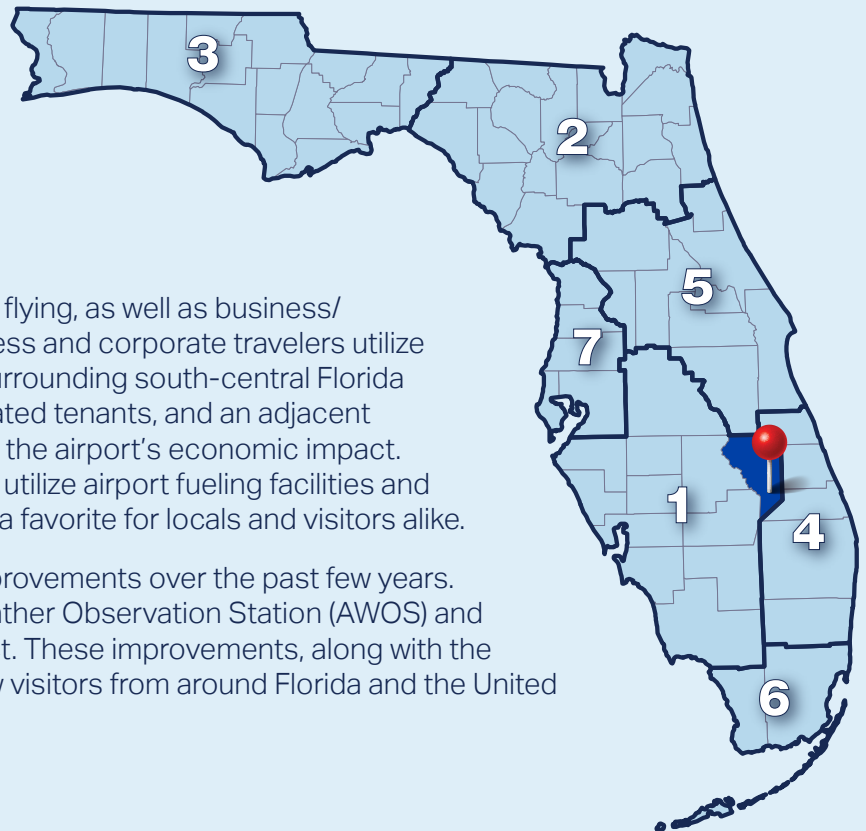 3
2
5
7
1
4
6
flying, as well as business/
ess and corporate travelers utilize
urrounding south-central Florida
ated tenants, and an adjacent
the airport's economic impact.
utilize airport fueling facilities and
a favorite for locals and visitors alike.
provements over the past few years.
ather Observation Station (AWOS) and
t. These improvements, along with the
w visitors from around Florida and the United